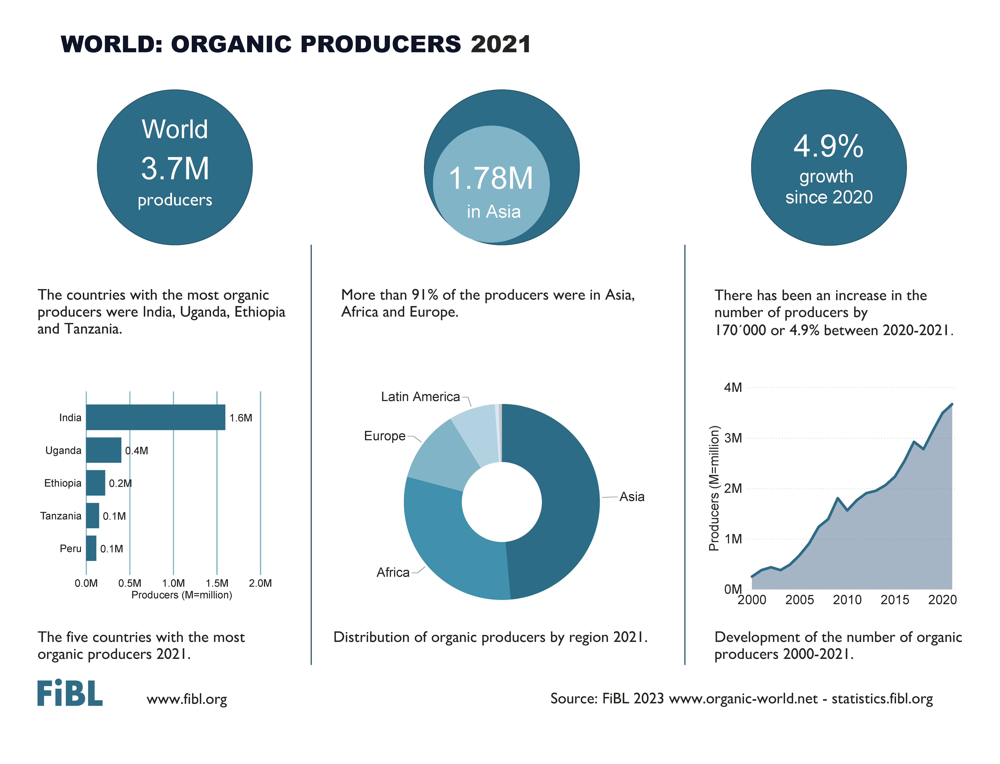 WORLD: ORGANIC PRODUCERS 2021
World
3.7M
producers
1.78M
in Asia
4.9%
growth
since 2020
The countries with the most organic
producers were India, Uganda, Ethiopia
and Tanzania.
More than 91% of the producers were in Asia,
Africa and Europe.
There has been an increase in the
number of producers by
170´000 or 4.9% between 2020-2021.
India
1.6M
Uganda
0.4M
Ethiopia
0.2M
Tanzania
0.1M
Peru
0.1M
0.0M 0.5M 1.0M 1.5M 2.0M
Producers (M=million)
Latin America
Europe
Asia
Africa
Producers (M=million)
4M
3M
2M
1M
0M
2000 2005 2010 2015 2020
The five countries with the most
organic producers 2021.
Distribution of organic producers by region 2021.
Development of the number of organic
producers 2000-2021.
FiBL
www.fibl.org
Source: FiBL 2023 www.organic-world.net - statistics.fibl.org